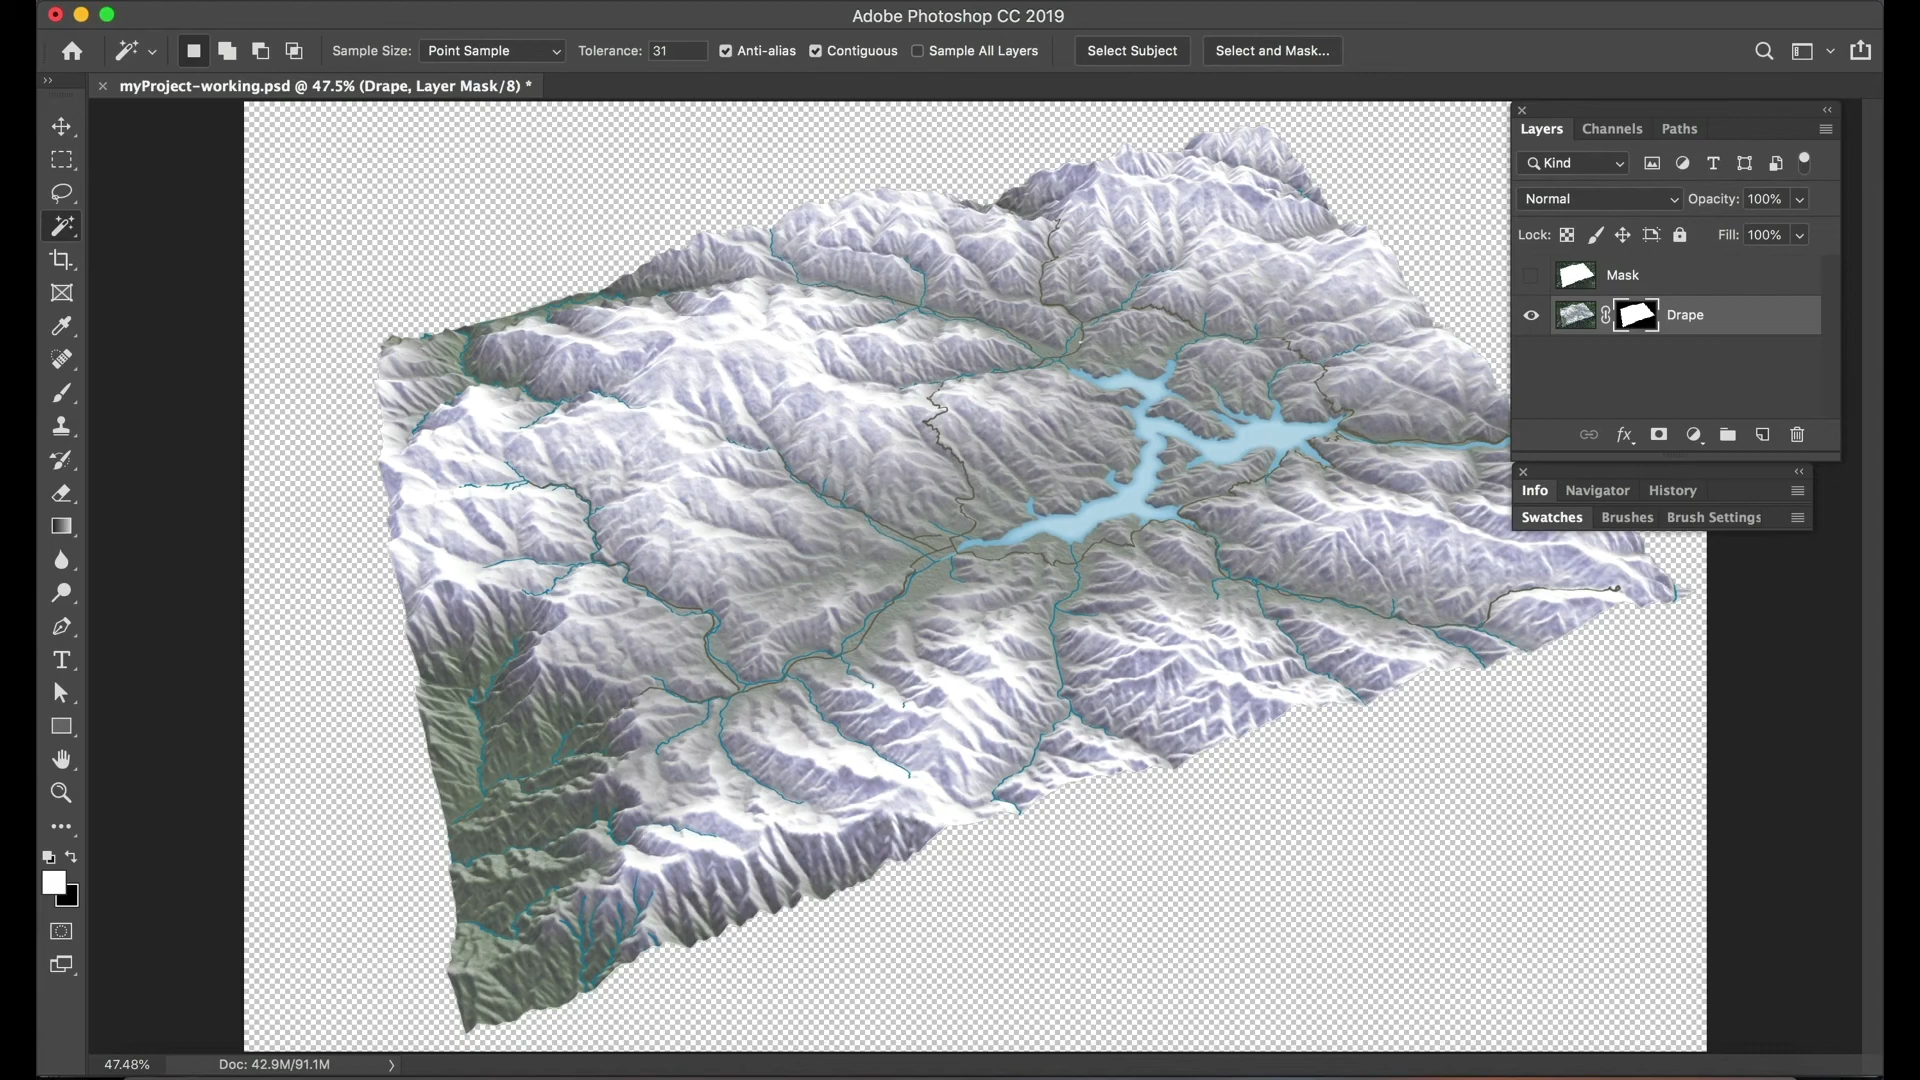 Adobe Photoshop CC 2019
Sample Size: Point Sample Tolerance: 31 Anti-alias Contiguous Sample All Layers Select Subject Select and Mask...
myProject-working.psd @ 47.5% (Drape, Layer Mask/8) *
Layers Channels Paths
Kind
Normal Opacity: 100%
Lock: Fill: 100%
Mask
Drape
fx
Info Navigator History
Swatches Brushes Brush Settings
47.48% Doc: 42.9M/91.1M